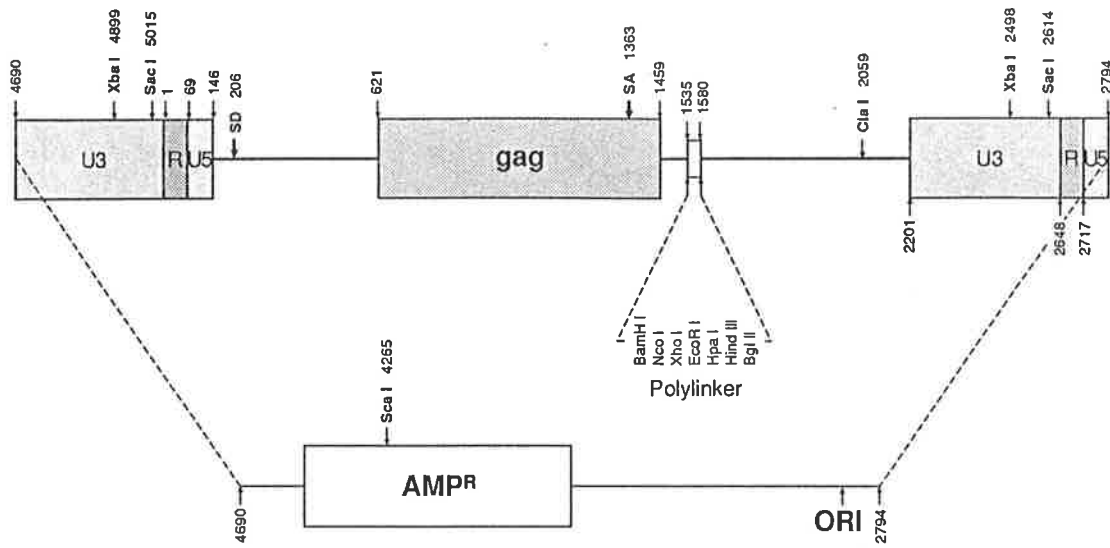 4690
Xba I 4899
Sac I 5015
1
69
146
SD 206
621
SA 1363
1459
1535
1580
Cla I 2059
Xba I 2498
Sac I 2614
2794
U3
R
U5
gag
U3
R
U5
2201
2648
2717
BamH I
Nco I
Xho I
EcoR I
Hpa I
Hind III
Bgl II
Polylinker
Sca I 4265
AMPR
4690
ORI
2794